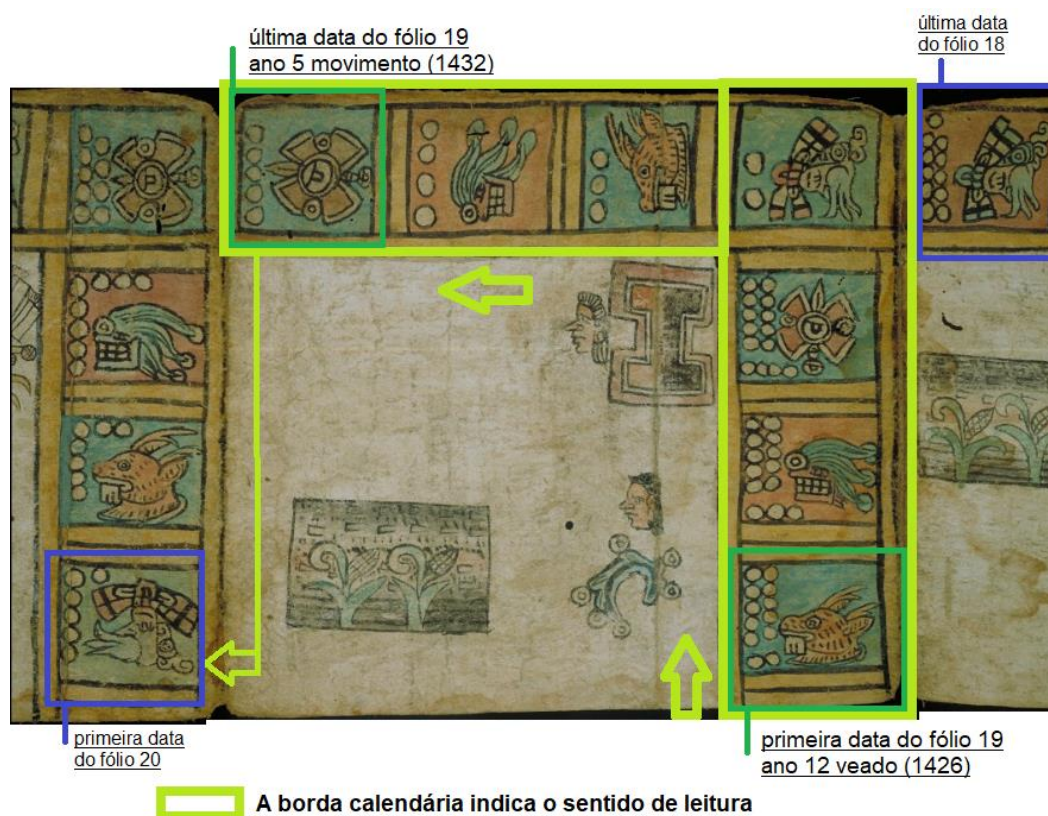 última data do fólio 19
ano 5 movimento (1432)
última data
do fólio 18
primeira data
do fólio 20
primeira data do fólio 19
ano 12 veado (1426)
A borda calendária indica o sentido de leitura